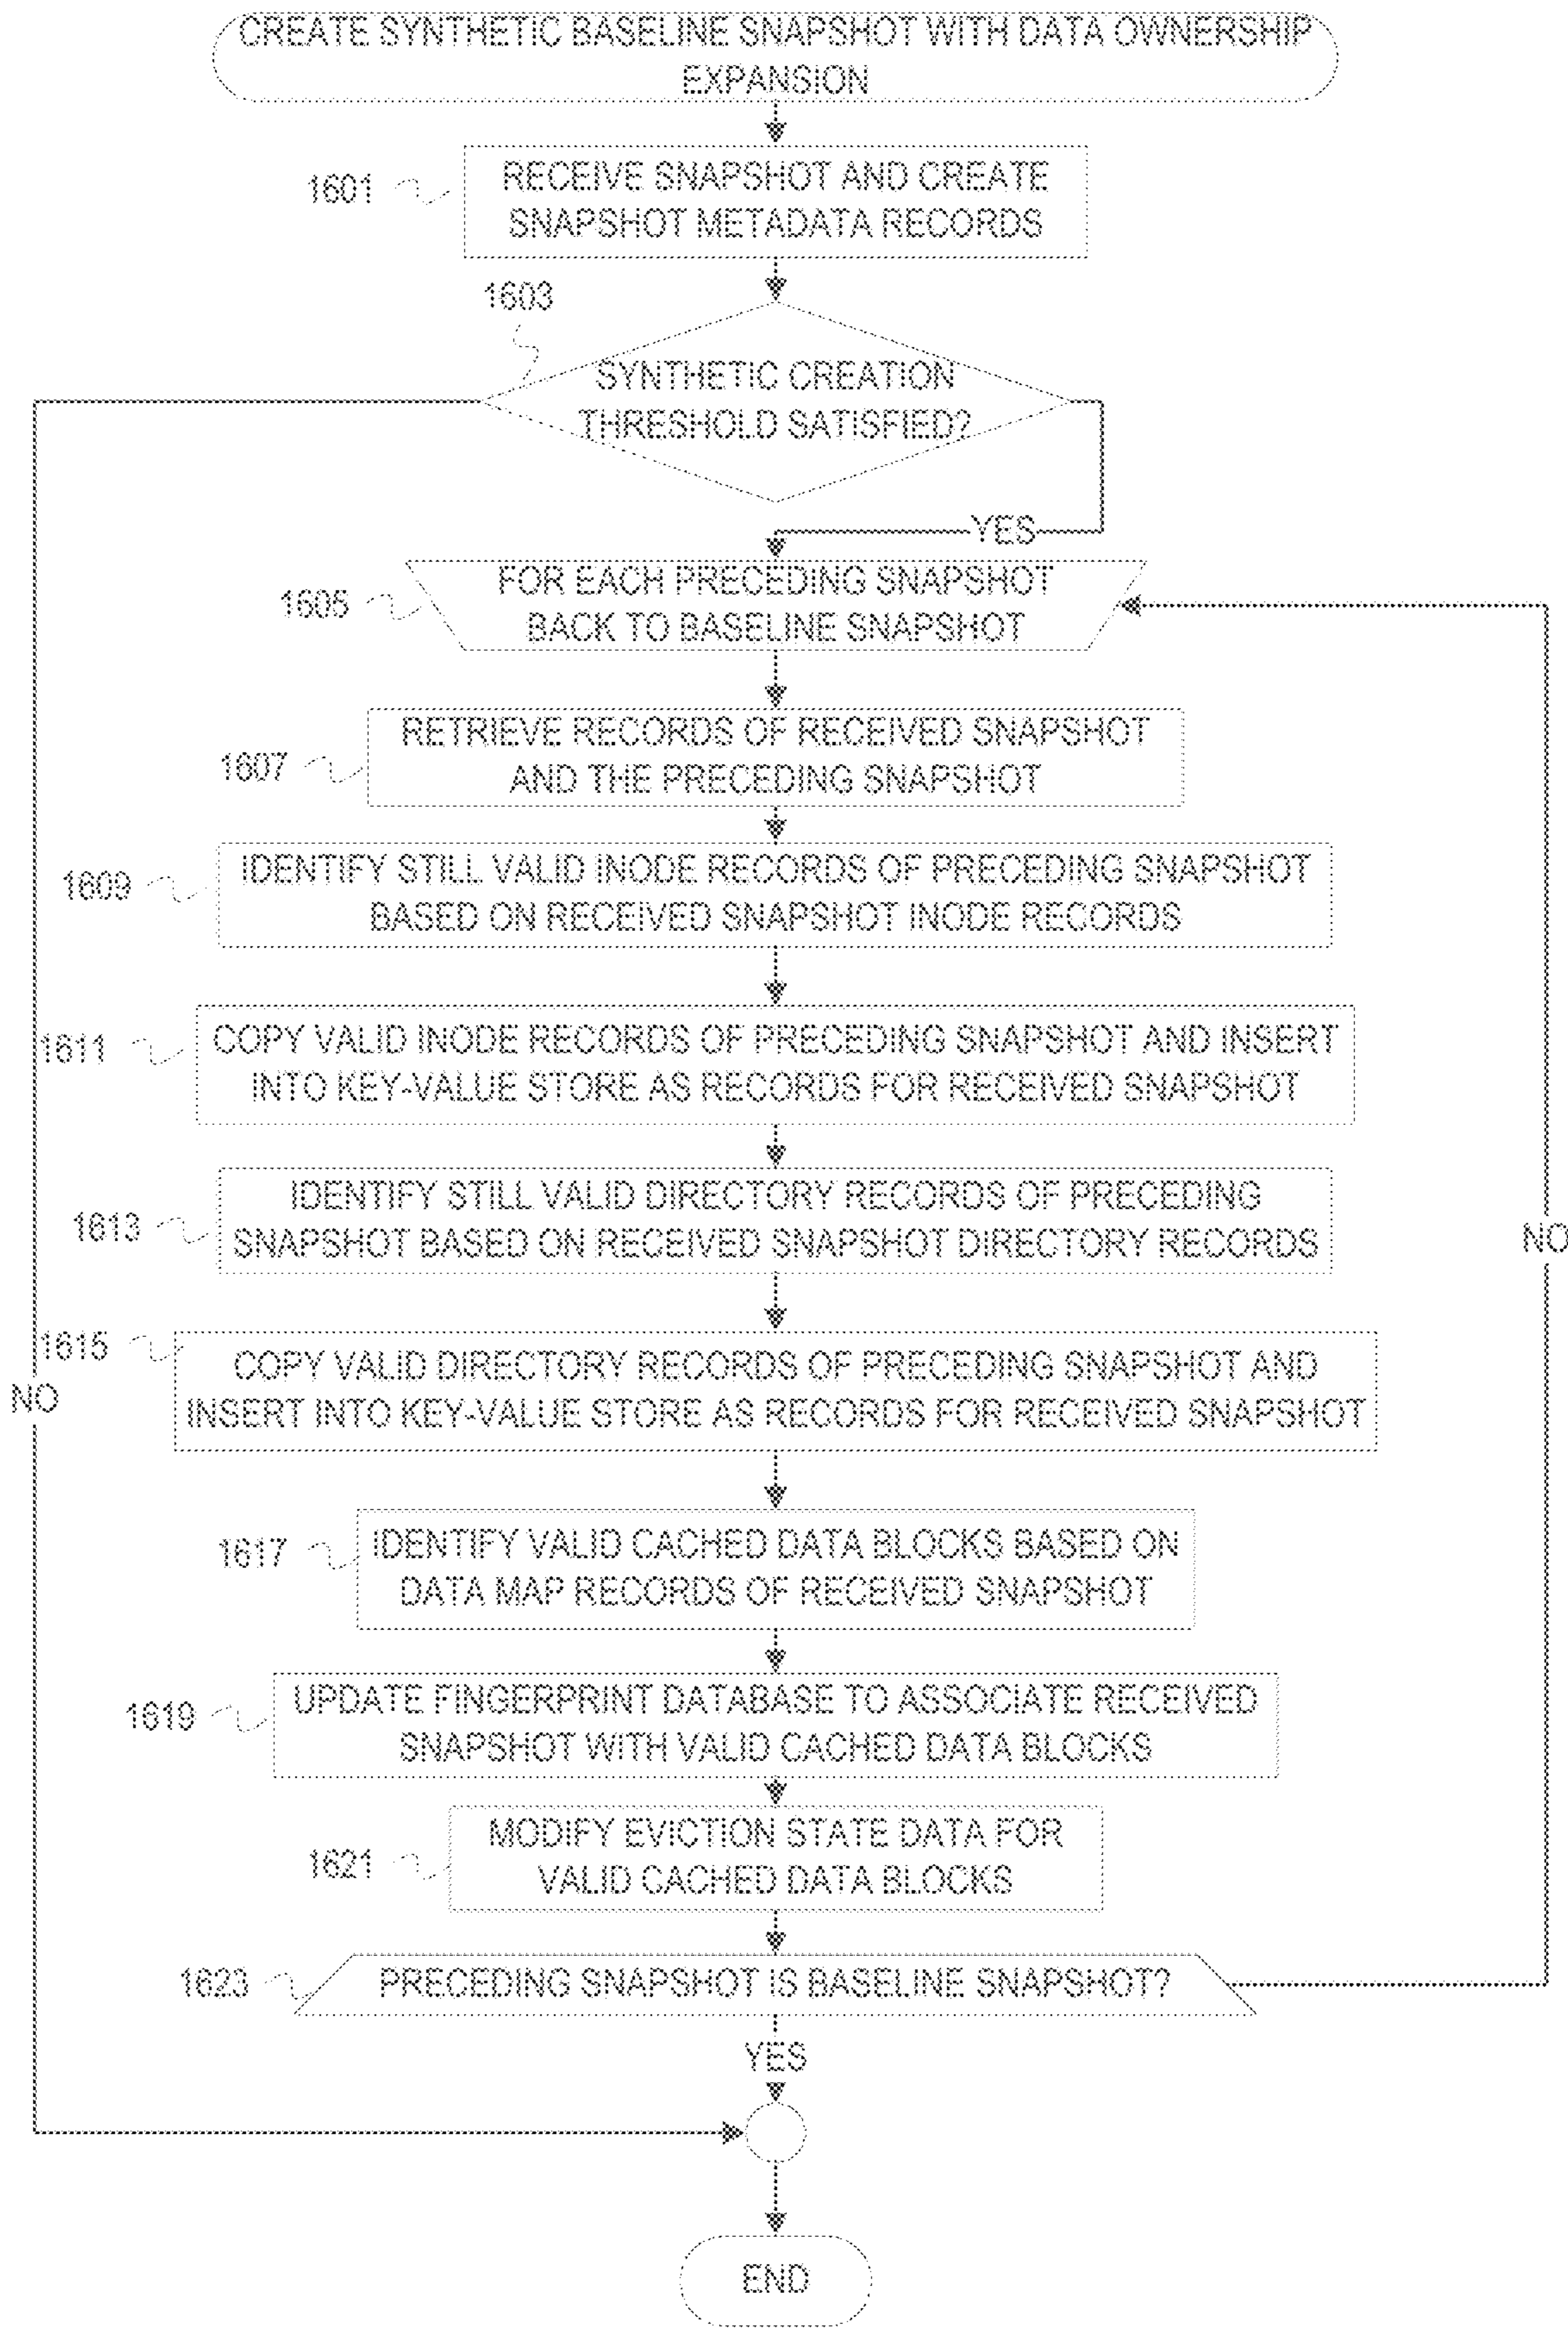 CREATE SYNTHETIC BASELINE SNAPSHOT WITH DATA OWNERSHIP
EXPANSION
1601
RECEIVE SNAPSHOT AND CREATE
SNAPSHOT METADATA RECORDS
1603
SYNTHETIC CREATION
THRESHOLD SATISFIED?
YES
1605
FOR EACH PRECEDING SNAPSHOT
BACK TO BASELINE SNAPSHOT
1607
RETRIEVE RECORDS OF RECEIVED SNAPSHOT
AND THE PRECEDING SNAPSHOT
1609
IDENTIFY STILL VALID INODE RECORDS OF PRECEDING SNAPSHOT
BASED ON RECEIVED SNAPSHOT INODE RECORDS
1611
COPY VALID INODE RECORDS OF PRECEDING SNAPSHOT AND INSERT
INTO KEY-VALUE STORE AS RECORDS FOR RECEIVED SNAPSHOT
1613
IDENTIFY STILL VALID DIRECTORY RECORDS OF PRECEDING
SNAPSHOT BASED ON RECEIVED SNAPSHOT DIRECTORY RECORDS
NO
1615
COPY VALID DIRECTORY RECORDS OF PRECEDING SNAPSHOT AND
INSERT INTO KEY-VALUE STORE AS RECORDS FOR RECEIVED SNAPSHOT
NO
1617
IDENTIFY VALID CACHED DATA BLOCKS BASED ON
DATA MAP RECORDS OF RECEIVED SNAPSHOT
1619
UPDATE FINGERPRINT DATABASE TO ASSOCIATE RECEIVED
SNAPSHOT WITH VALID CACHED DATA BLOCKS
1621
MODIFY EVICTION STATE DATA FOR
VALID CACHED DATA BLOCKS
1623
PRECEDING SNAPSHOT IS BASELINE SNAPSHOT?
YES
END